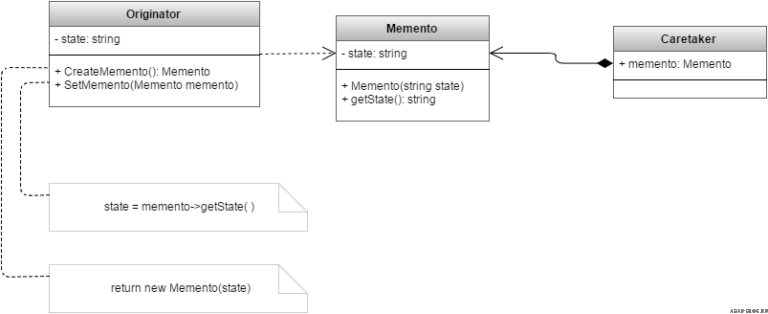 Originator
- state: string
+ CreateMemento(): Memento
+ SetMemento(Memento memento)
Memento
- state: string
+ Memento(string state)
+ getState(): string
Caretaker
+ memento: Memento
state = memento->getState( )
return new Memento(state)